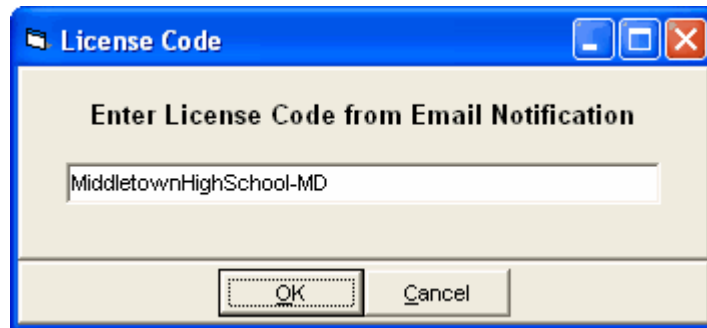 License Code
Enter License Code from Email Notification
MiddletownHighSchool-MD
OK
Cancel